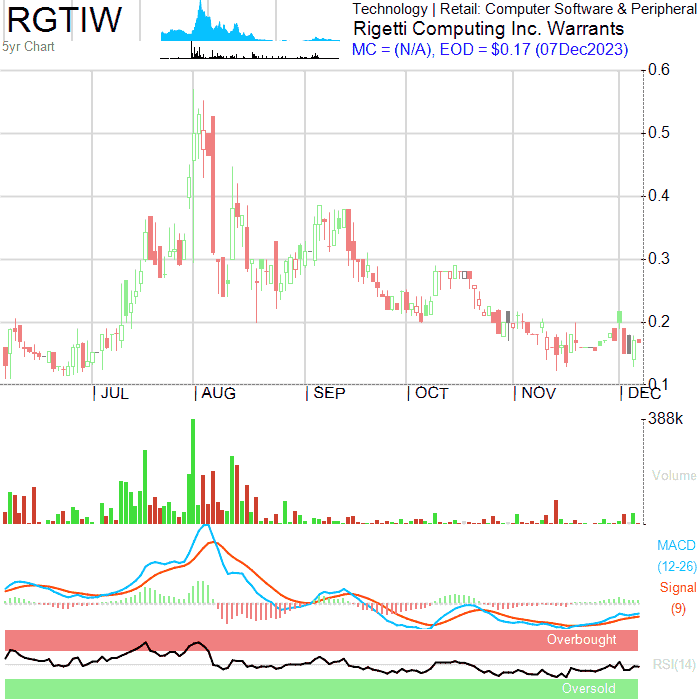 RGTIW
5yr Chart
Technology | Retail: Computer Software & Peripheral
Rigetti Computing Inc. Warrants
MC = (N/A), EOD = $0.17 (07Dec2023)
0.6
0.5
0.4
0.3
0.2
0.1
JUL AUG SEP OCT NOV DEC
388k
Volume
MACD
(12-26)
Signal
(9)
Overbought
RSI(14)
Oversold